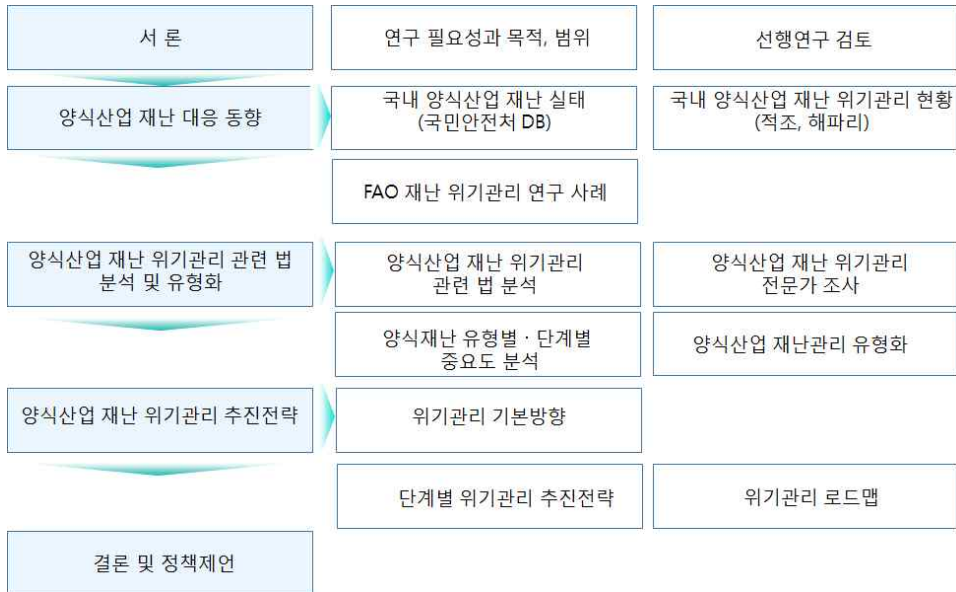 서 론
연구 필요성과 목적, 범위
선행연구 검토
양식산업 재난 대응 동향
국내 양식산업 재난 실태
(국민안전처 DB)
국내 양식산업 재난 위기관리 현황
(적조, 해파리)
FAO 재난 위기관리 연구 사례
양식산업 재난 위기관리 관련 법
분석 및 유형화
양식산업 재난 위기관리
관련 법 분석
양식산업 재난 위기관리
전문가 조사
양식재난 유형별 · 단계별
중요도 분석
양식산업 재난관리 유형화
양식산업 재난 위기관리 추진전략
위기관리 기본방향
단계별 위기관리 추진전략
위기관리 로드맵
결론 및 정책제언